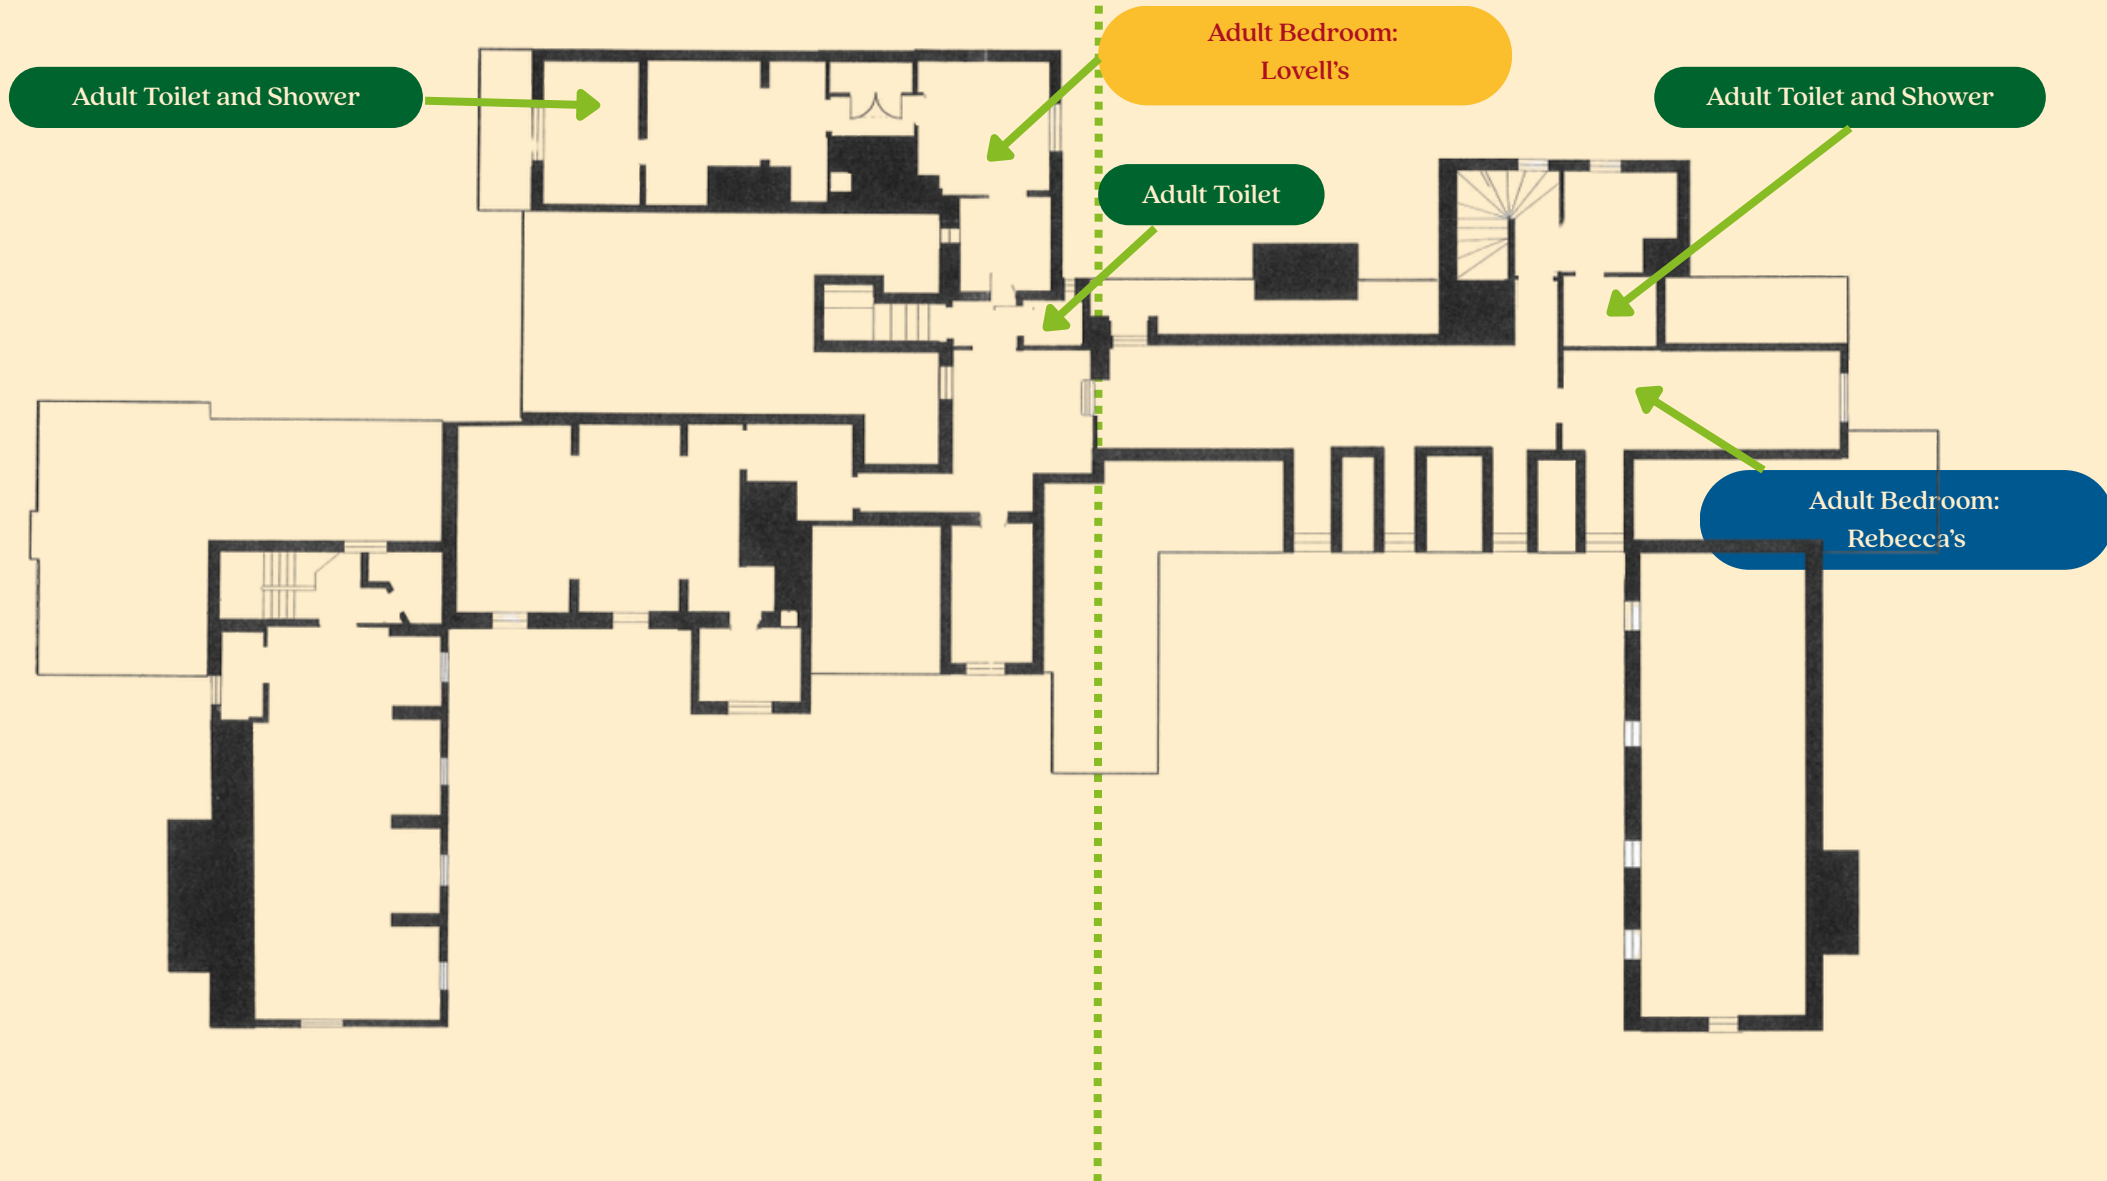 Adult Bedroom:
Lovell’s
Adult Toilet and Shower
Adult Toilet and Shower
Adult Toilet
Adult Bedroom:
Rebecca’s